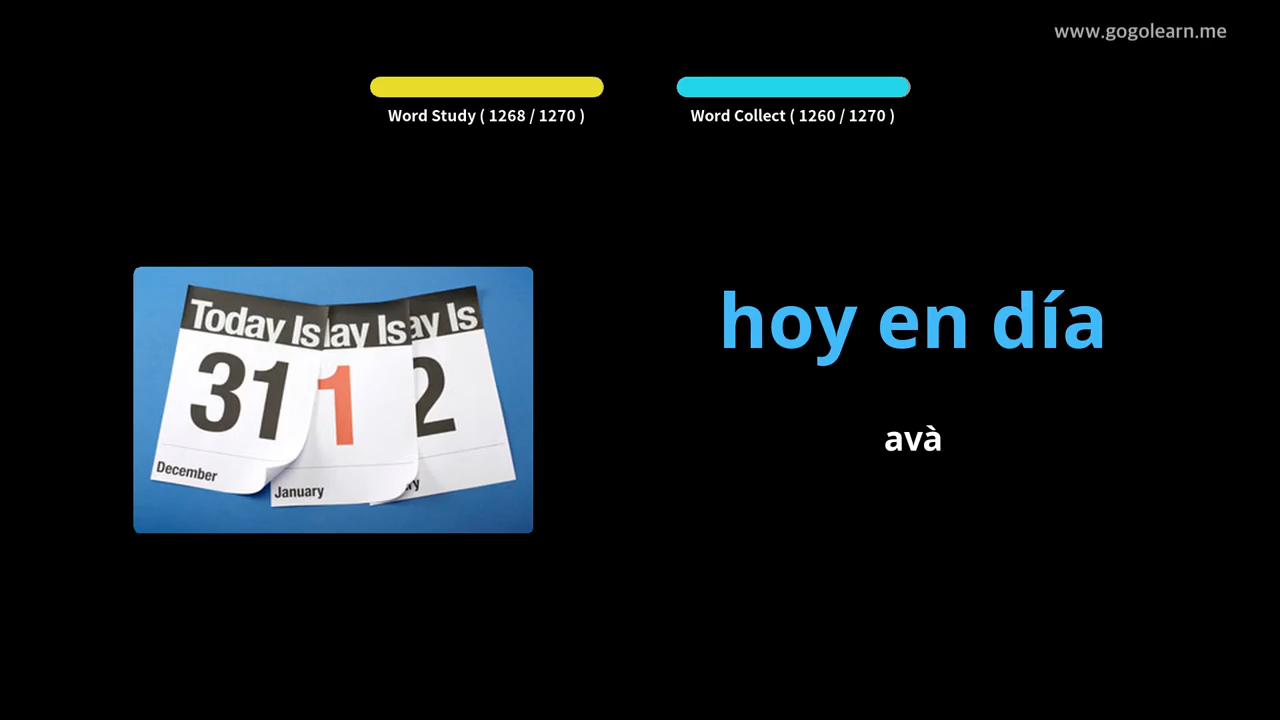 www.gogolearn.me
Word Study ( 1268 / 1270 )
Word Collect ( 1260 / 1270 )
Today Is
ay Is
ay Is
31
1
2
December
January
ry
hoy en día
avà